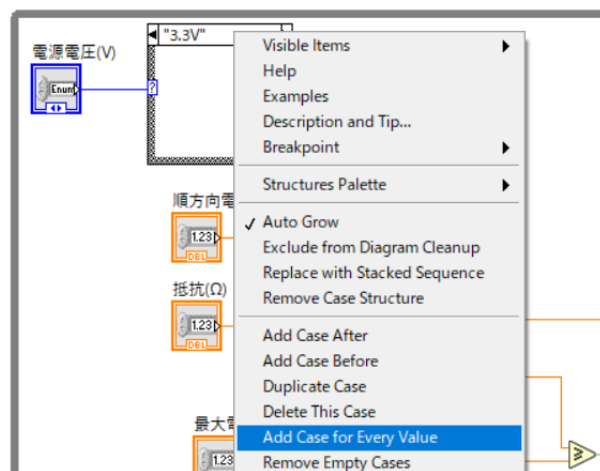 "3.3V"
電源電圧(V)
Enum
?
順方向電
1.23
DBL
抵抗(Ω)
1.23
DBL
最大電
1.23
Visible Items
Help
Examples
Description and Tip...
Breakpoint
Structures Palette
✓ Auto Grow
Exclude from Diagram Cleanup
Replace with Stacked Sequence
Remove Case Structure
Add Case After
Add Case Before
Duplicate Case
Delete This Case
Add Case for Every Value
Remove Empty Cases